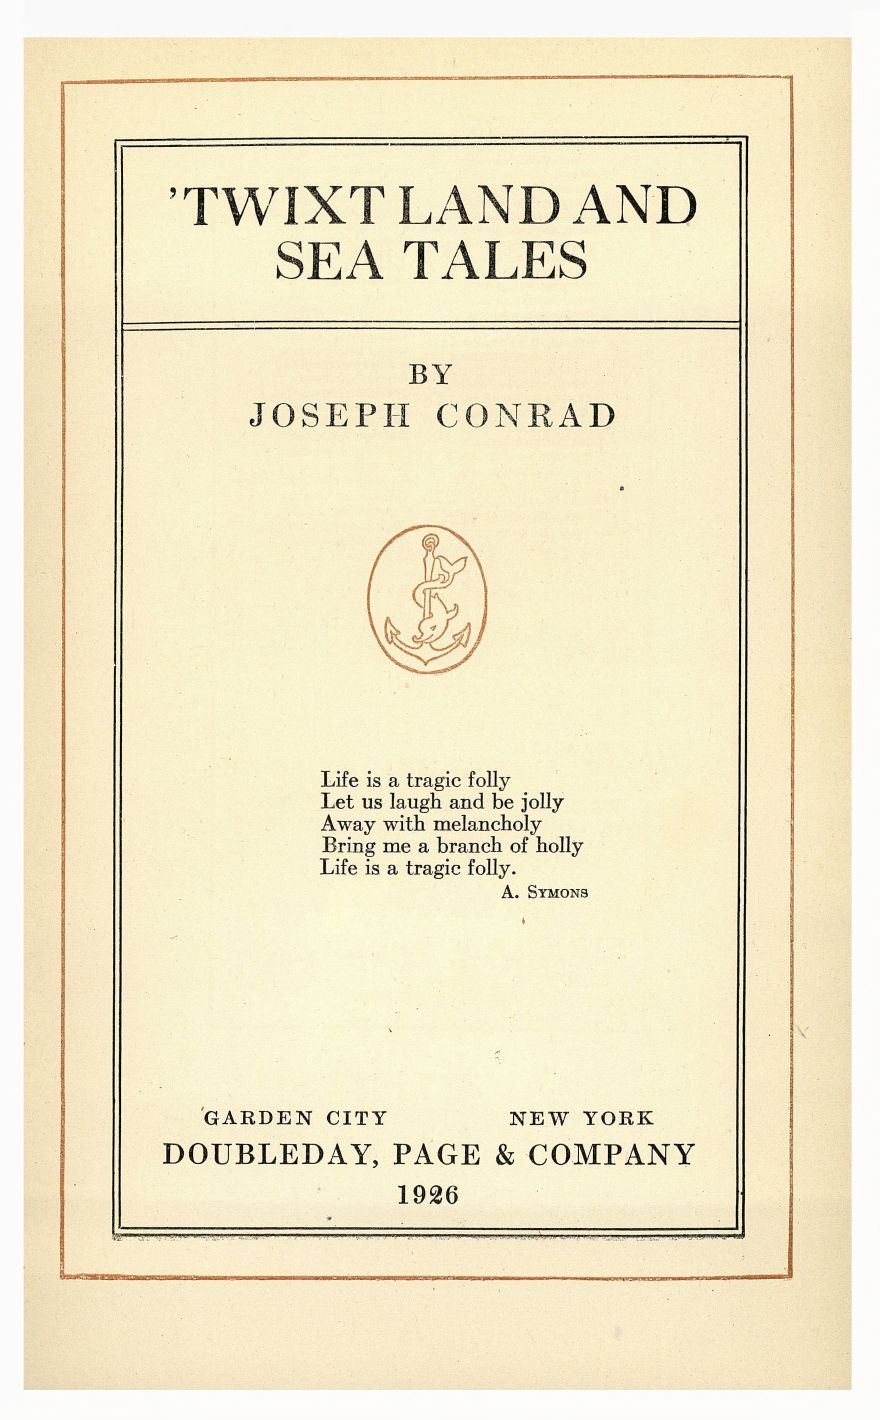 'TWIXT LAND AND
SEA TALES
BY
JOSEPH CONRAD
Life is a tragic folly
Let us laugh and be jolly
Away with melancholy
Bring me a branch of holly
Life is a tragic folly.
A. SYMONS
GARDEN CITY NEW YORK
DOUBLEDAY, PAGE & COMPANY
1926